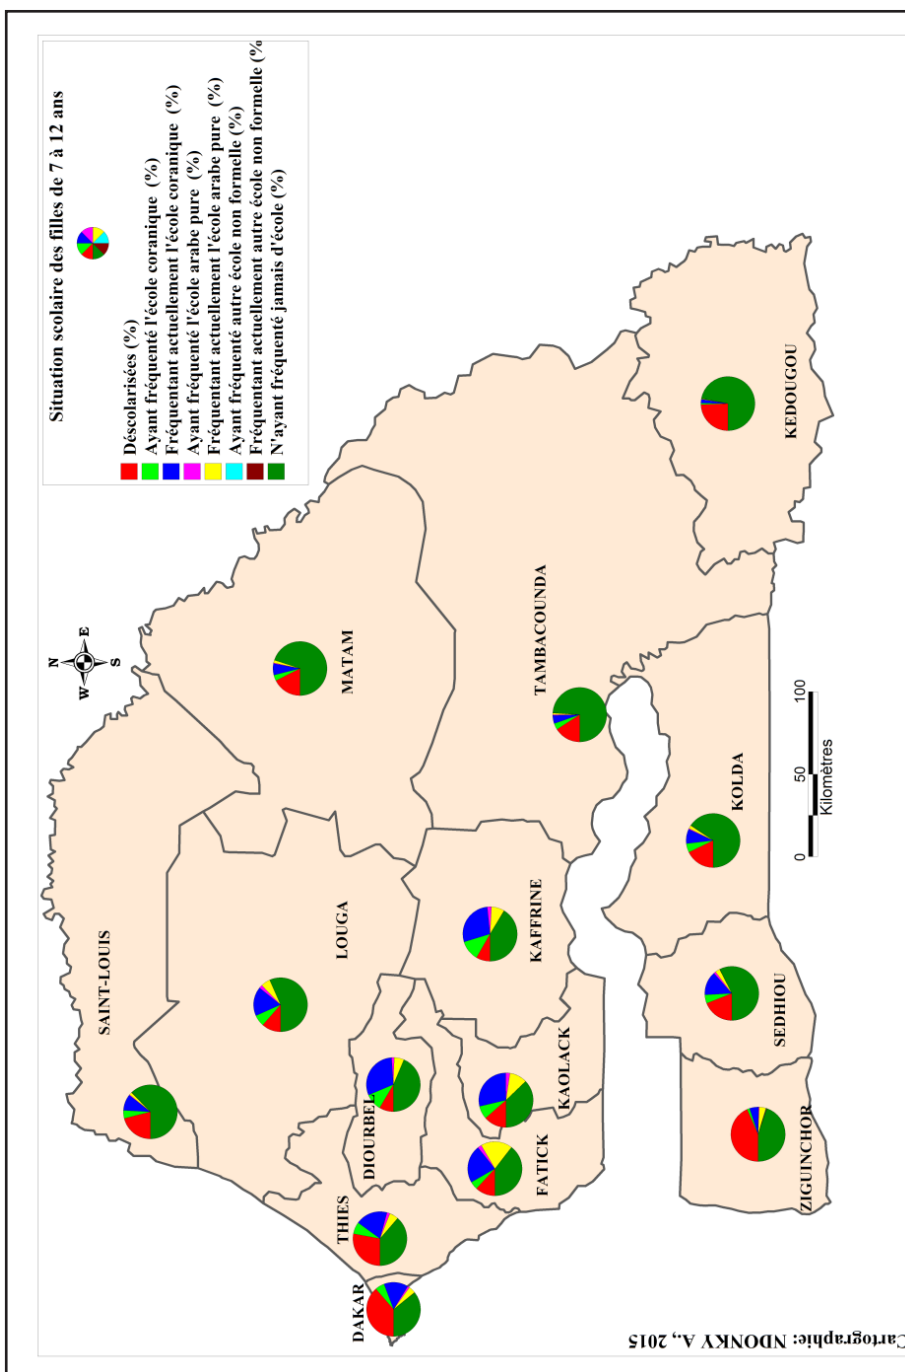 Situation scolaire des filles de 7 à 12 ans
Déscolarisées (%)
Ayant fréquenté l'école coranique (%)
Fréquentant actuellement l'école coranique (%)
Ayant fréquenté l'école arabe pure (%)
Fréquentant actuellement l'école arabe pure (%)
Ayant fréquenté autre école non formelle (%)
Fréquentant actuellement autre école non formelle (%
N'ayant fréquenté jamais d'école (%)
N
W E
S
SAINT-LOUIS
LOUGA
MATAM
DAKAR
THIES
DIOURBEL
FATICK
KAOLACK
KAFFRINE
TAMBACOUNDA
ZIGUINCHOR
SEDHIOU
KOLDA
KEDOUGOU
0 50 100
Kilomètres
Cartographie: NDONKY A., 2015